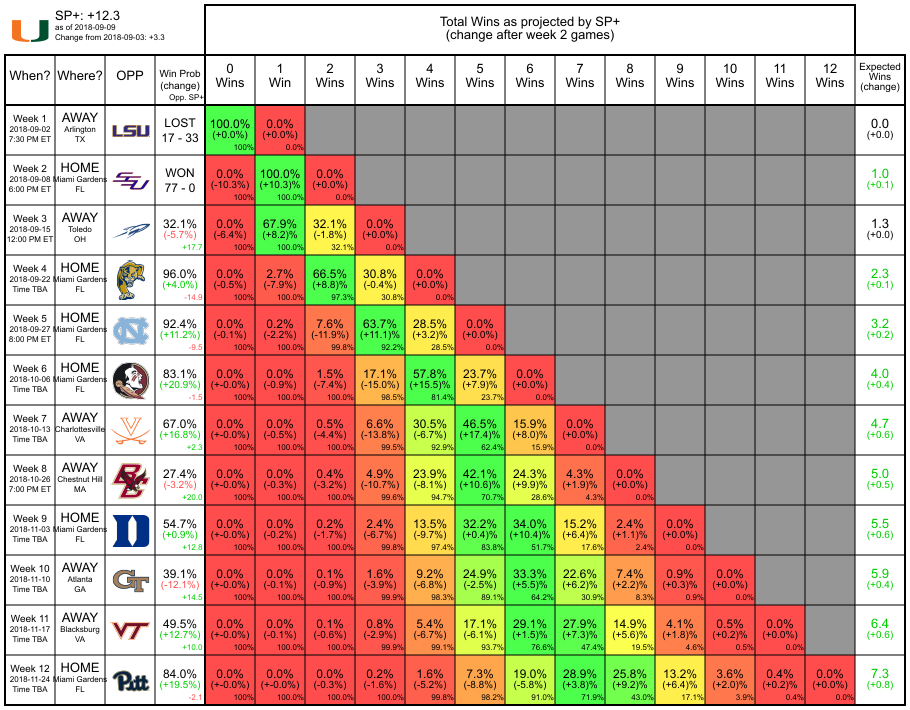 SP+: +12.3
as of 2018-09-09
Change from 2018-09-03: +3.3
Total Wins as projected by SP+
(change after week 2 games)
When? Where? OPP Win Prob (change) Opp. SP+ 0 Wins 1 Win 2 Wins 3 Wins 4 Wins 5 Wins 6 Wins 7 Wins 8 Wins 9 Wins 10 Wins 11 Wins 12 Wins Expected Wins (change)
Week 1 AWAY LSU LOST 100.0% 0.0% 0.0
2018-09-02 Arlington 17 - 33 (+0.0%) (+0.0%) (+0.0)
7:30 PM ET TX 100% 0.0%
Week 2 HOME WON 0.0% 100.0% 0.0% 1.0
2018-09-08 Miami Gardens 77 - 0 (-10.3%) (+10.3)% (+0.0%) (+0.1)
6:00 PM ET FL 100% 100.0% 0.0%
Week 3 AWAY 32.1% 0.0% 67.9% 32.1% 0.0% 1.3
2018-09-15 Toledo (-5.7%) (-6.4%) (+8.2)% (-1.8%) (+0.0%) (+0.0)
12:00 PM ET OH +17.7 100% 100.0% 32.1% 0.0%
Week 4 HOME 96.0% 0.0% 2.7% 66.5% 30.8% 0.0% 2.3
2018-09-22 Miami Gardens (+4.0%) (-0.5%) (-7.9%) (+8.8)% (-0.4%) (+0.0%) (+0.1)
Time TBA FL -14.9 100% 100.0% 97.3% 30.8% 0.0%
Week 5 HOME NC 92.4% 0.0% 0.2% 7.6% 63.7% 28.5% 0.0% 3.2
2018-09-27 Miami Gardens (+11.2%) (-0.1%) (-2.2%) (-11.9%) (+11.1)% (+3.2%) (+0.0%) (+0.2)
8:00 PM ET FL -9.5 100% 100.0% 99.8% 92.2% 28.5% 0.0%
Week 6 HOME 83.1% 0.0% 0.0% 1.5% 17.1% 57.8% 23.7% 0.0% 4.0
2018-10-06 Miami Gardens (+20.9%) (+-0.0%) (-0.9%) (-7.4%) (-15.0%) (+15.5)% (+7.9%) (+0.0%) (+0.4)
Time TBA FL -1.5 100% 100.0% 100.0% 98.5% 81.4% 23.7% 0.0%
Week 7 AWAY 67.0% 0.0% 0.0% 0.5% 6.6% 30.5% 46.5% 15.9% 0.0% 4.7
2018-10-13 Charlottesville (+16.8%) (+-0.0%) (-0.5%) (-4.4%) (-13.8%) (-6.7%) (+17.4)% (+8.0%) (+0.0%) (+0.6)
Time TBA VA +2.3 100% 100.0% 100.0% 99.5% 92.9% 62.4% 15.9% 0.0%
Week 8 AWAY BC 27.4% 0.0% 0.0% 0.4% 4.9% 23.9% 42.1% 24.3% 4.3% 0.0% 5.0
2018-10-26 Chestnut Hill (-3.2%) (+-0.0%) (-0.3%) (-3.2%) (-10.7%) (-8.1%) (+10.6)% (+9.9%) (+1.9%) (+0.0%) (+0.5)
7:00 PM ET MA +20.0 100% 100.0% 100.0% 99.6% 94.7% 70.7% 28.6% 4.3% 0.0%
Week 9 HOME D 54.7% 0.0% 0.0% 0.2% 2.4% 13.5% 32.2% 34.0% 15.2% 2.4% 0.0% 5.5
2018-11-03 Miami Gardens (+0.9%) (+-0.0%) (-0.2%) (-1.7%) (-6.7%) (-9.7%) (+0.4%) (+10.4)% (+6.4%) (+1.1%) (+0.0%) (+0.6)
Time TBA FL +12.8 100% 100.0% 100.0% 99.8% 97.4% 83.8% 51.7% 17.6% 2.4% 0.0%
Week 10 AWAY GT 39.1% 0.0% 0.0% 0.1% 1.6% 9.2% 24.9% 33.3% 22.6% 7.4% 0.9% 0.0% 5.9
2018-11-10 Atlanta (-12.1%) (+-0.0%) (-0.1%) (-0.9%) (-3.9%) (-6.8%) (-2.5%) (+5.5)% (+6.2%) (+2.2%) (+0.3%) (+0.0%) (+0.4)
Time TBA GA +14.5 100% 100.0% 100.0% 99.9% 98.3% 89.1% 64.2% 30.9% 8.3% 0.9% 0.0%
Week 11 AWAY VT 49.5% 0.0% 0.0% 0.1% 0.8% 5.4% 17.1% 29.1% 27.9% 14.9% 4.1% 0.5% 0.0% 6.4
2018-11-17 Blacksburg (+12.7%) (+-0.0%) (-0.1%) (-0.6%) (-2.9%) (-6.7%) (-6.1%) (+1.5)% (+7.3%) (+5.6%) (+1.8%) (+0.2)% (+0.0%) (+0.6)
Time TBA VA +10.0 100% 100.0% 100.0% 99.9% 99.1% 93.7% 76.6% 47.4% 19.5% 4.6% 0.5% 0.0%
Week 12 HOME Pitt 84.0% 0.0% 0.0% 0.0% 0.2% 1.6% 7.3% 19.0% 28.9% 25.8% 13.2% 3.6% 0.4% 0.0% 7.3
2018-11-24 Miami Gardens (+19.5%) (+-0.0%) (+-0.0%) (-0.3%) (-1.6%) (-5.2%) (-8.8%) (-5.8%) (+3.8)% (+9.2%) (+6.4%) (+2.0)% (+0.2)% (+0.0%) (+0.8)
Time TBA FL -2.1 100% 100.0% 100.0% 100.0% 99.8% 98.2% 91.0% 71.9% 43.0% 17.1% 3.9% 0.4% 0.0%